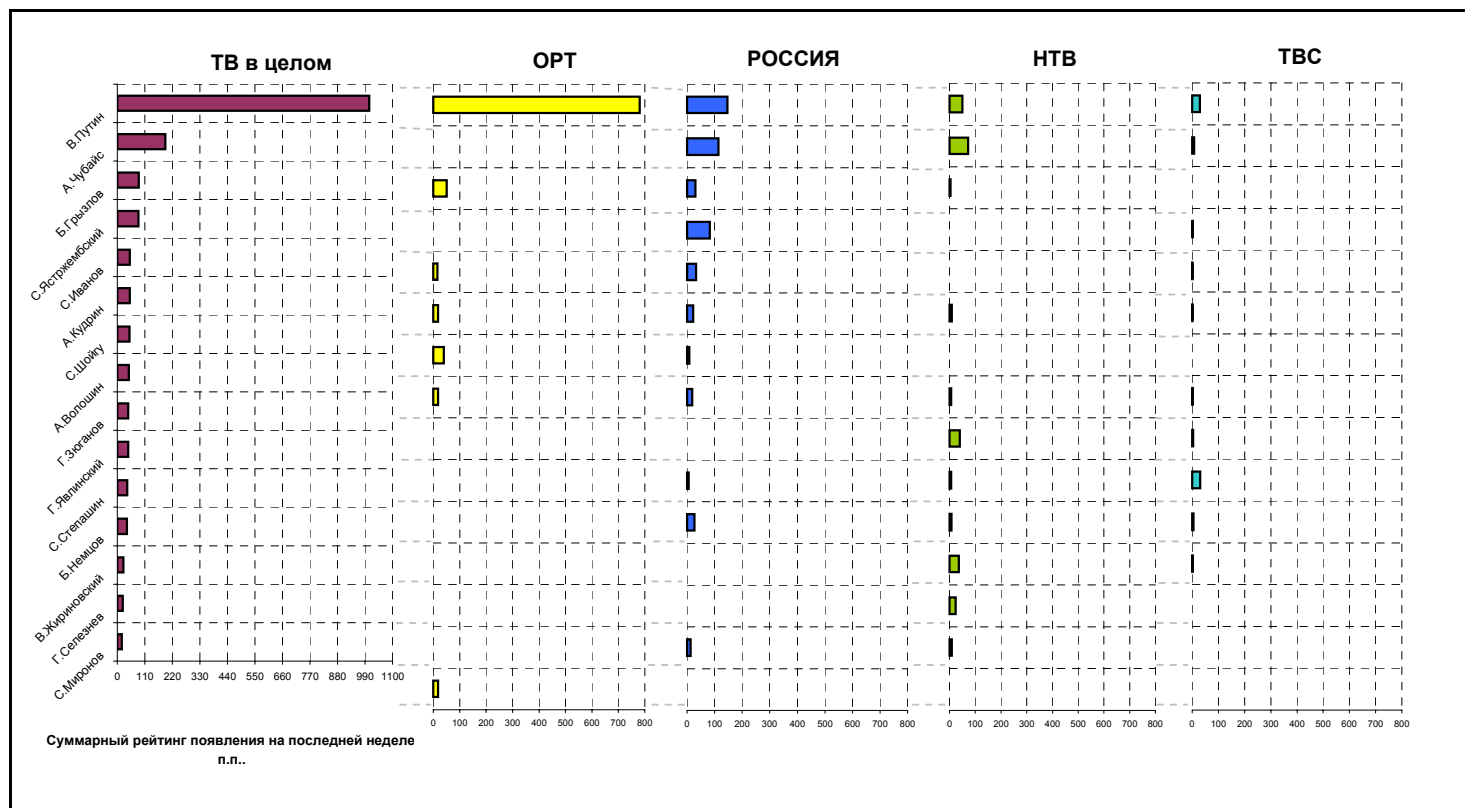 ТВ в целом
ОРТ
РОССИЯ
НТВ
ТВС
В.Путин
А.Чубайс
Б.Грызлов
С.Ястржембский
С.Иванов
А.Кудрин
С.Шойгу
А.Волошин
Г.Зюганов
Г.Явлинский
С.Степашин
Б.Немцов
В.Жириновский
Г.Селезнев
С.Миронов
0 110 220 330 440 550 660 770 880 990 1100
0 100 200 300 400 500 600 700 800
0 100 200 300 400 500 600 700 800
0 100 200 300 400 500 600 700 800
0 100 200 300 400 500 600 700 800
Суммарный рейтинг появления на последней неделе
п.п..